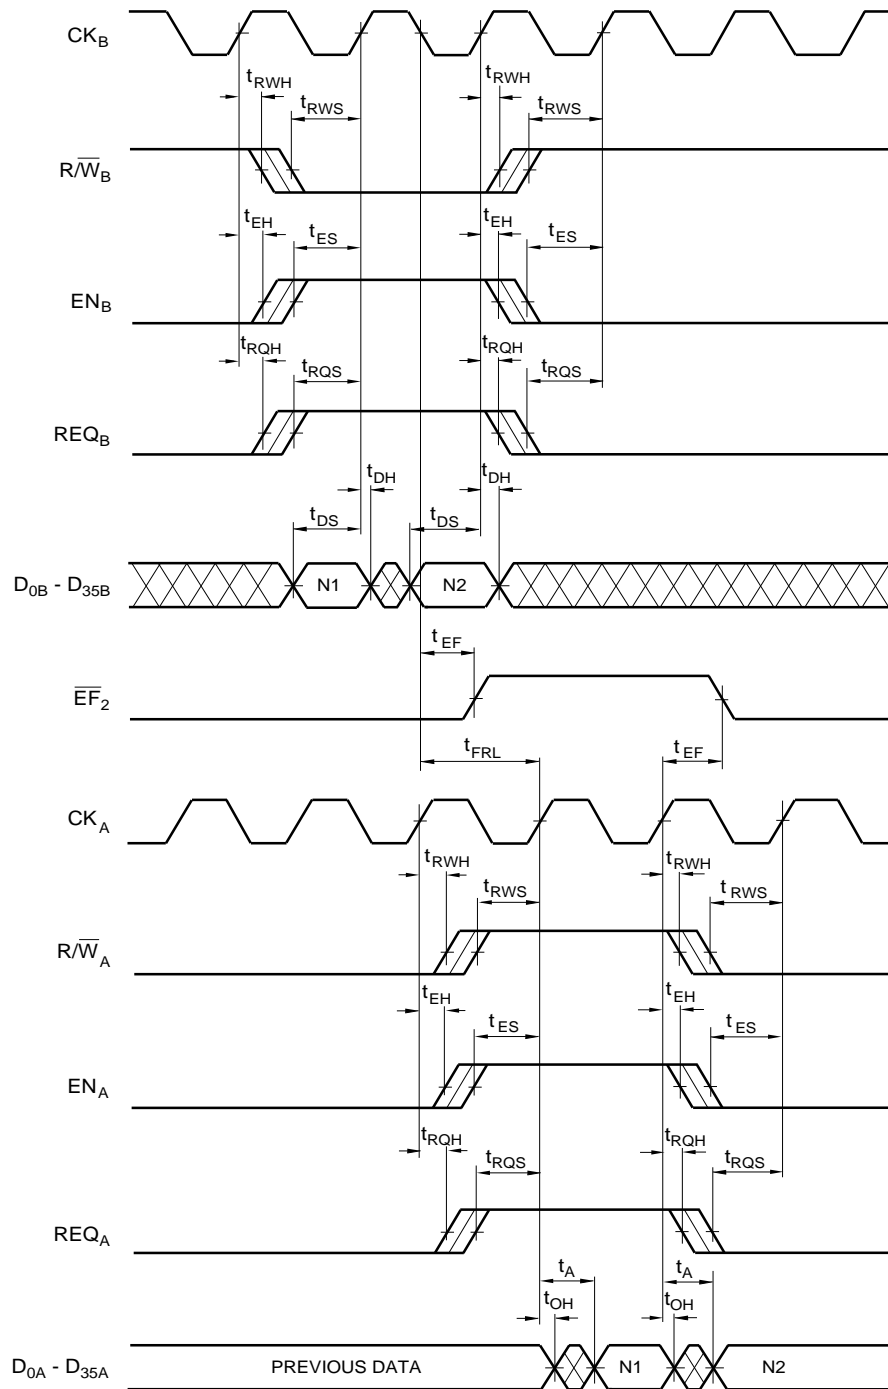 CKB
tRWH tRWH
tRWS tRWS
R/W̅B
tEH tEH
tES tES
ENB
tRQH tRQH
tRQS tRQS
REQB
tDH tDH
tDS tDS
D0B - D35B N1 N2
tEF
E̅F̅2
tFRL tEF
CKA
tRWH tRWH
tRWS tRWS
R/W̅A
tEH tEH
tES tES
ENA
tRQH tRQH
tRQS tRQS
REQA
tA tA
tOH tOH
D0A - D35A PREVIOUS DATA N1 N2